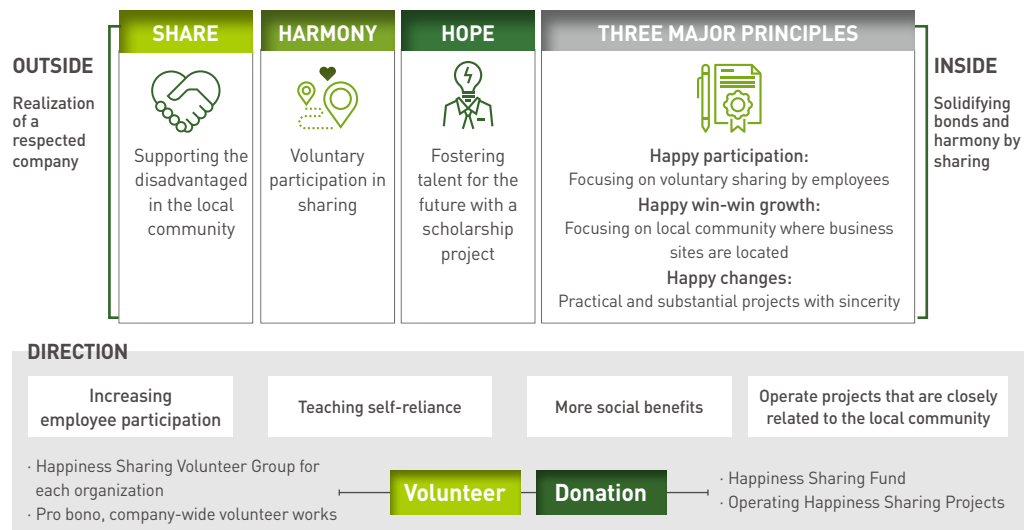 OUTSIDE
Realization
of a
respected
company
SHARE
Supporting the
disadvantaged
in the local
community
HARMONY
Voluntary
participation in
sharing
HOPE
Fostering
talent for the
future with a
scholarship
project
THREE MAJOR PRINCIPLES
Happy participation:
Focusing on voluntary sharing by employees
Happy win-win growth:
Focusing on local community where business
sites are located
Happy changes:
Practical and substantial projects with sincerity
INSIDE
Solidifying
bonds and
harmony by
sharing
DIRECTION
Increasing
employee participation
Teaching self-reliance
More social benefits
Operate projects that are closely
related to the local community
· Happiness Sharing Volunteer Group for
each organization
· Pro bono, company-wide volunteer works
Volunteer
Donation
· Happiness Sharing Fund
· Operating Happiness Sharing Projects